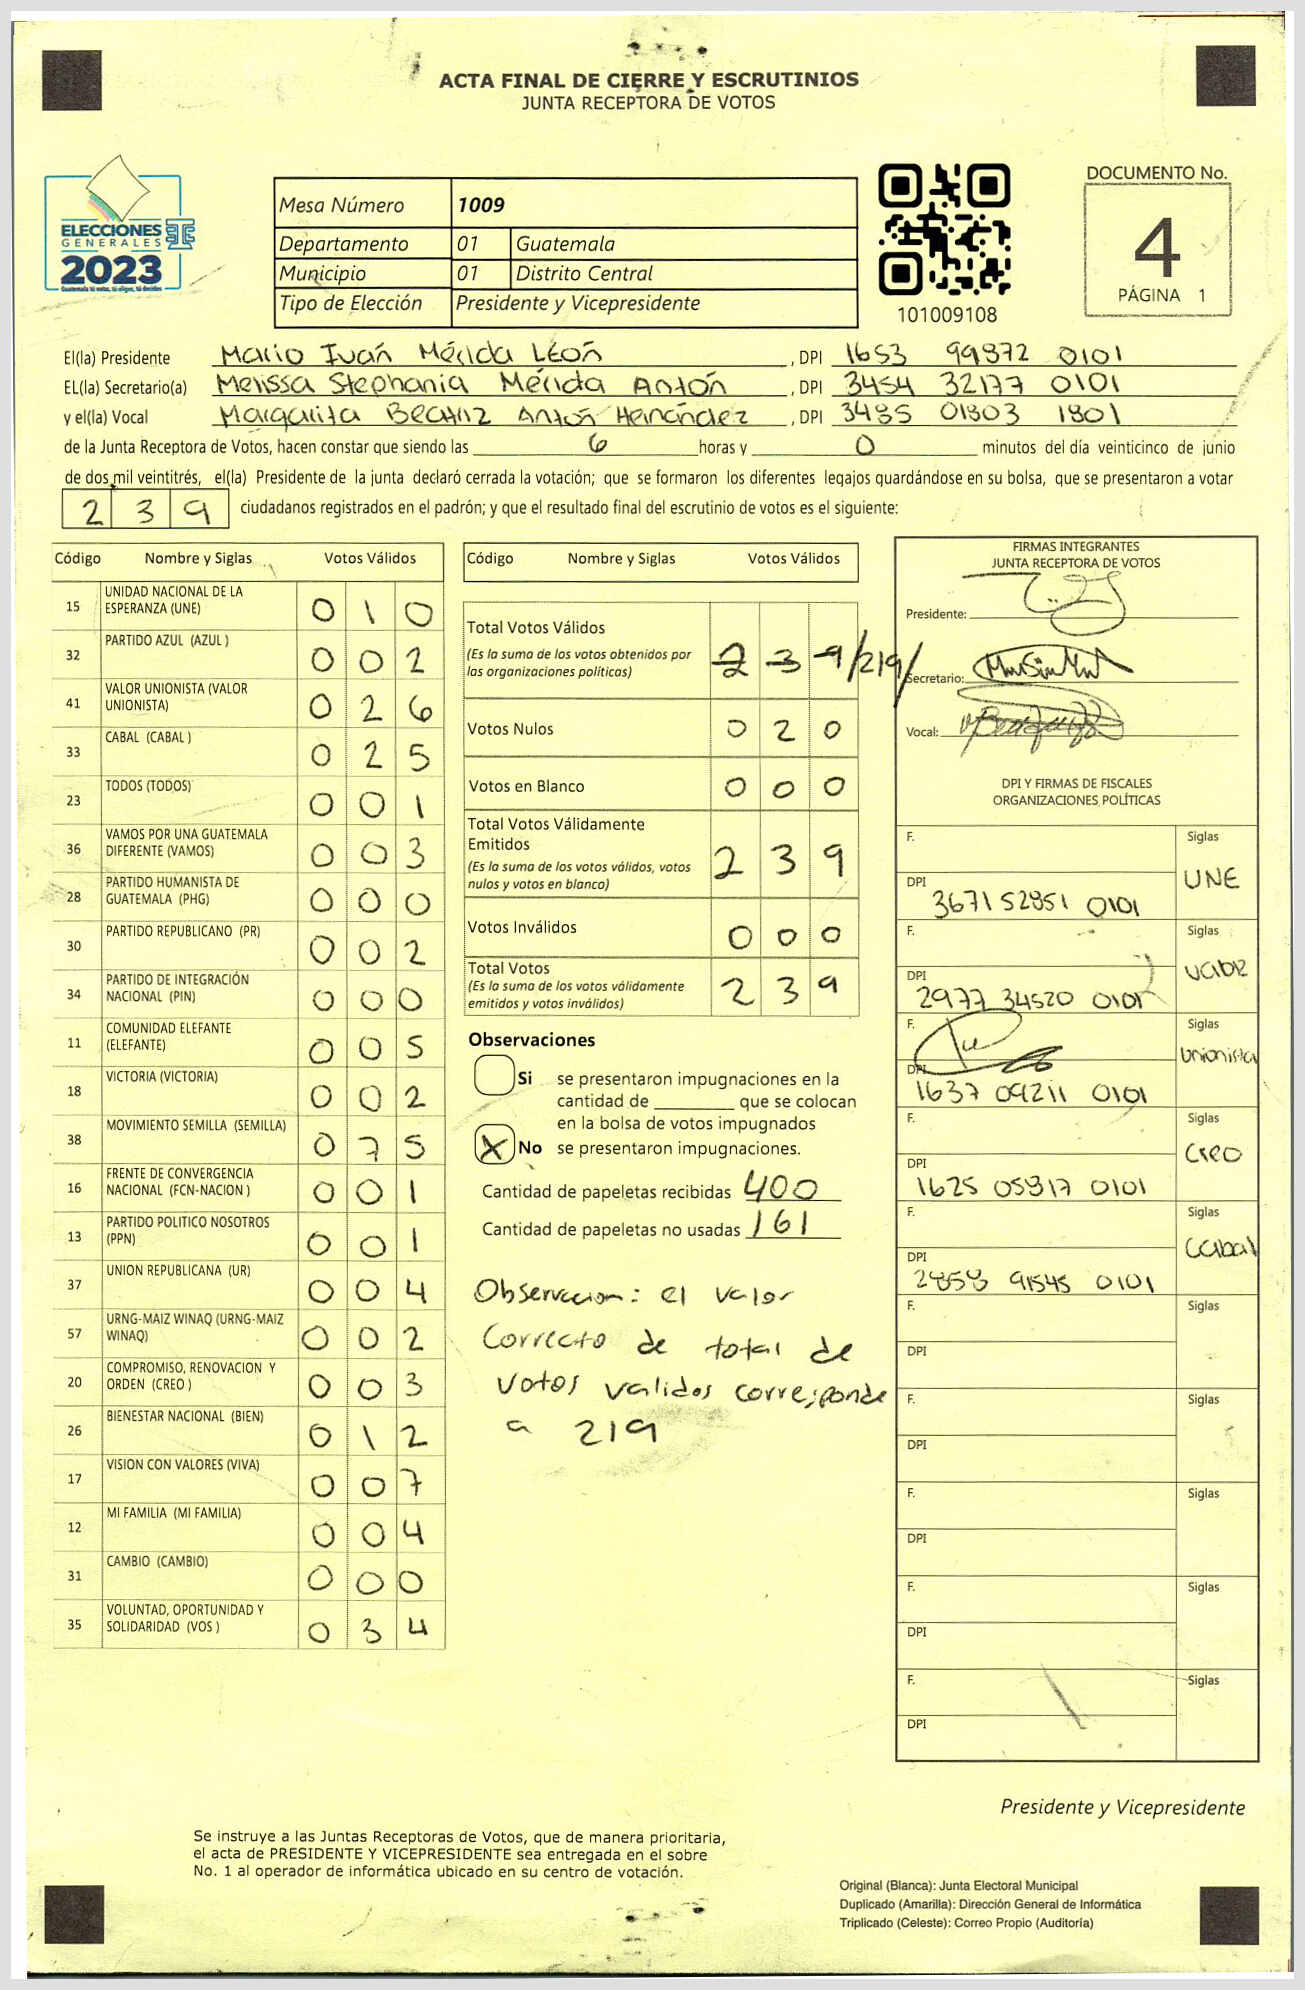 ACTA FINAL DE CIERRE Y ESCRUTINIOS
JUNTA RECEPTORA DE VOTOS
ELECCIONES
GENERALES
2023
Guatemala tú votas, tú eliges, tú decides
Mesa Número 1009
Departamento 01 Guatemala
Municipio 01 Distrito Central
Tipo de Elección Presidente y Vicepresidente
101009108
DOCUMENTO No.
4
PÁGINA 1
El(la) Presidente Mario Iván Mérida León, DPI 1653 99872 0101
EL(la) Secretario(a) Melissa Stephania Mérida Antón, DPI 3454 32177 0101
y el(la) Vocal Margarita Beatriz Antón Hernández, DPI 3485 01803 1801
de la Junta Receptora de Votos, hacen constar que siendo las 6 horas y 0 minutos del día veinticinco de junio
de dos mil veintitrés, el(la) Presidente de la junta declaró cerrada la votación; que se formaron los diferentes legajos guardándose en su bolsa, que se presentaron a votar
239 ciudadanos registrados en el padrón; y que el resultado final del escrutinio de votos es el siguiente:
Código Nombre y Siglas Votos Válidos
15 UNIDAD NACIONAL DE LA ESPERANZA (UNE) 0 1 0
32 PARTIDO AZUL (AZUL ) 0 0 2
41 VALOR UNIONISTA (VALOR UNIONISTA) 0 2 6
33 CABAL (CABAL ) 0 2 5
23 TODOS (TODOS) 0 0 1
36 VAMOS POR UNA GUATEMALA DIFERENTE (VAMOS) 0 0 3
28 PARTIDO HUMANISTA DE GUATEMALA (PHG) 0 0 0
30 PARTIDO REPUBLICANO (PR) 0 0 2
34 PARTIDO DE INTEGRACIÓN NACIONAL (PIN) 0 0 0
11 COMUNIDAD ELEFANTE (ELEFANTE) 0 0 5
18 VICTORIA (VICTORIA) 0 0 2
38 MOVIMIENTO SEMILLA (SEMILLA) 0 7 5
16 FRENTE DE CONVERGENCIA NACIONAL (FCN-NACION ) 0 0 1
13 PARTIDO POLITICO NOSOTROS (PPN) 0 0 1
37 UNION REPUBLICANA (UR) 0 0 4
57 URNG-MAIZ WINAQ (URNG-MAIZ WINAQ) 0 0 2
20 COMPROMISO, RENOVACION Y ORDEN (CREO ) 0 0 3
26 BIENESTAR NACIONAL (BIEN) 0 1 2
17 VISION CON VALORES (VIVA) 0 0 7
12 MI FAMILIA (MI FAMILIA) 0 0 4
31 CAMBIO (CAMBIO) 0 0 0
35 VOLUNTAD, OPORTUNIDAD Y SOLIDARIDAD (VOS ) 0 3 4
Código Nombre y Siglas Votos Válidos
Total Votos Válidos 2 3 9 /219/
(Es la suma de los votos obtenidos por
las organizaciones políticas)
Votos Nulos 0 2 0
Votos en Blanco 0 0 0
Total Votos Válidamente
Emitidos 2 3 9
(Es la suma de los votos válidos, votos
nulos y votos en blanco)
Votos Inválidos 0 0 0
Total Votos 2 3 9
(Es la suma de los votos válidamente
emitidos y votos inválidos)
Observaciones
Si se presentaron impugnaciones en la
cantidad de ________ que se colocan
en la bolsa de votos impugnados
X No se presentaron impugnaciones.
Cantidad de papeletas recibidas 400
Cantidad de papeletas no usadas 161
Observacion: el valor
Correcto de total de
votos validos corresponde
a 219
FIRMAS INTEGRANTES
JUNTA RECEPTORA DE VOTOS
Presidente:
Secretario:
Vocal:
DPI Y FIRMAS DE FISCALES
ORGANIZACIONES POLÍTICAS
F. Siglas
UNE
DPI 3671 52851 0101
F. Siglas
DPI 2977 34520 0101
F. Siglas
Unionista
DPI 1637 09211 0101
F. Siglas
Creo
DPI 1625 05317 0101
F. Siglas
Cabal
DPI 2858 91545 0101
F. Siglas
DPI
F. Siglas
DPI
F. Siglas
DPI
F. Siglas
DPI
F. Siglas
DPI
Presidente y Vicepresidente
Se instruye a las Juntas Receptoras de Votos, que de manera prioritaria,
el acta de PRESIDENTE Y VICEPRESIDENTE sea entregada en el sobre
No. 1 al operador de informática ubicado en su centro de votación.
Original (Blanca): Junta Electoral Municipal
Duplicado (Amarilla): Dirección General de Informática
Triplicado (Celeste): Correo Propio (Auditoría)